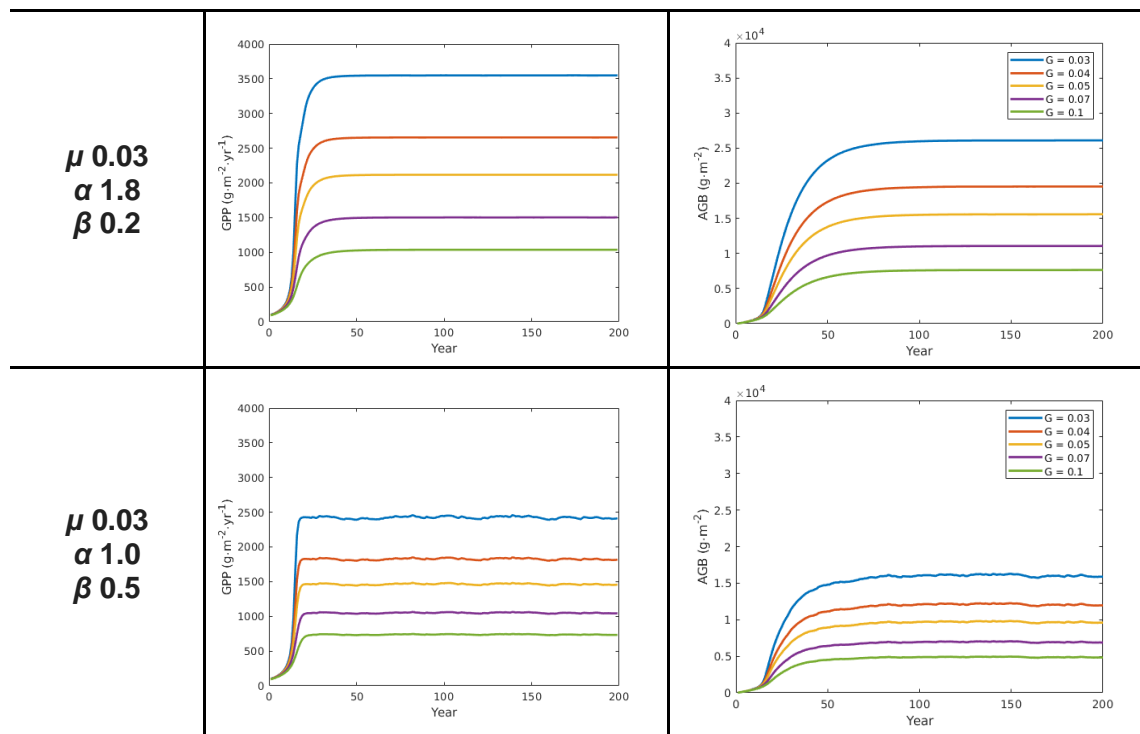 μ 0.03
α 1.8
β 0.2
4000
3500
3000
2500
2000
1500
1000
500
0
GPP (g·m⁻²·yr⁻¹)
0 50 100 150 200
Year
×10⁴
4
3.5
3
2.5
2
1.5
1
0.5
0
AGB (g·m⁻²)
G = 0.03
G = 0.04
G = 0.05
G = 0.07
G = 0.1
0 50 100 150 200
Year
μ 0.03
α 1.0
β 0.5
4000
3500
3000
2500
2000
1500
1000
500
0
GPP (g·m⁻²·yr⁻¹)
0 50 100 150 200
Year
×10⁴
4
3.5
3
2.5
2
1.5
1
0.5
0
AGB (g·m⁻²)
G = 0.03
G = 0.04
G = 0.05
G = 0.07
G = 0.1
0 50 100 150 200
Year